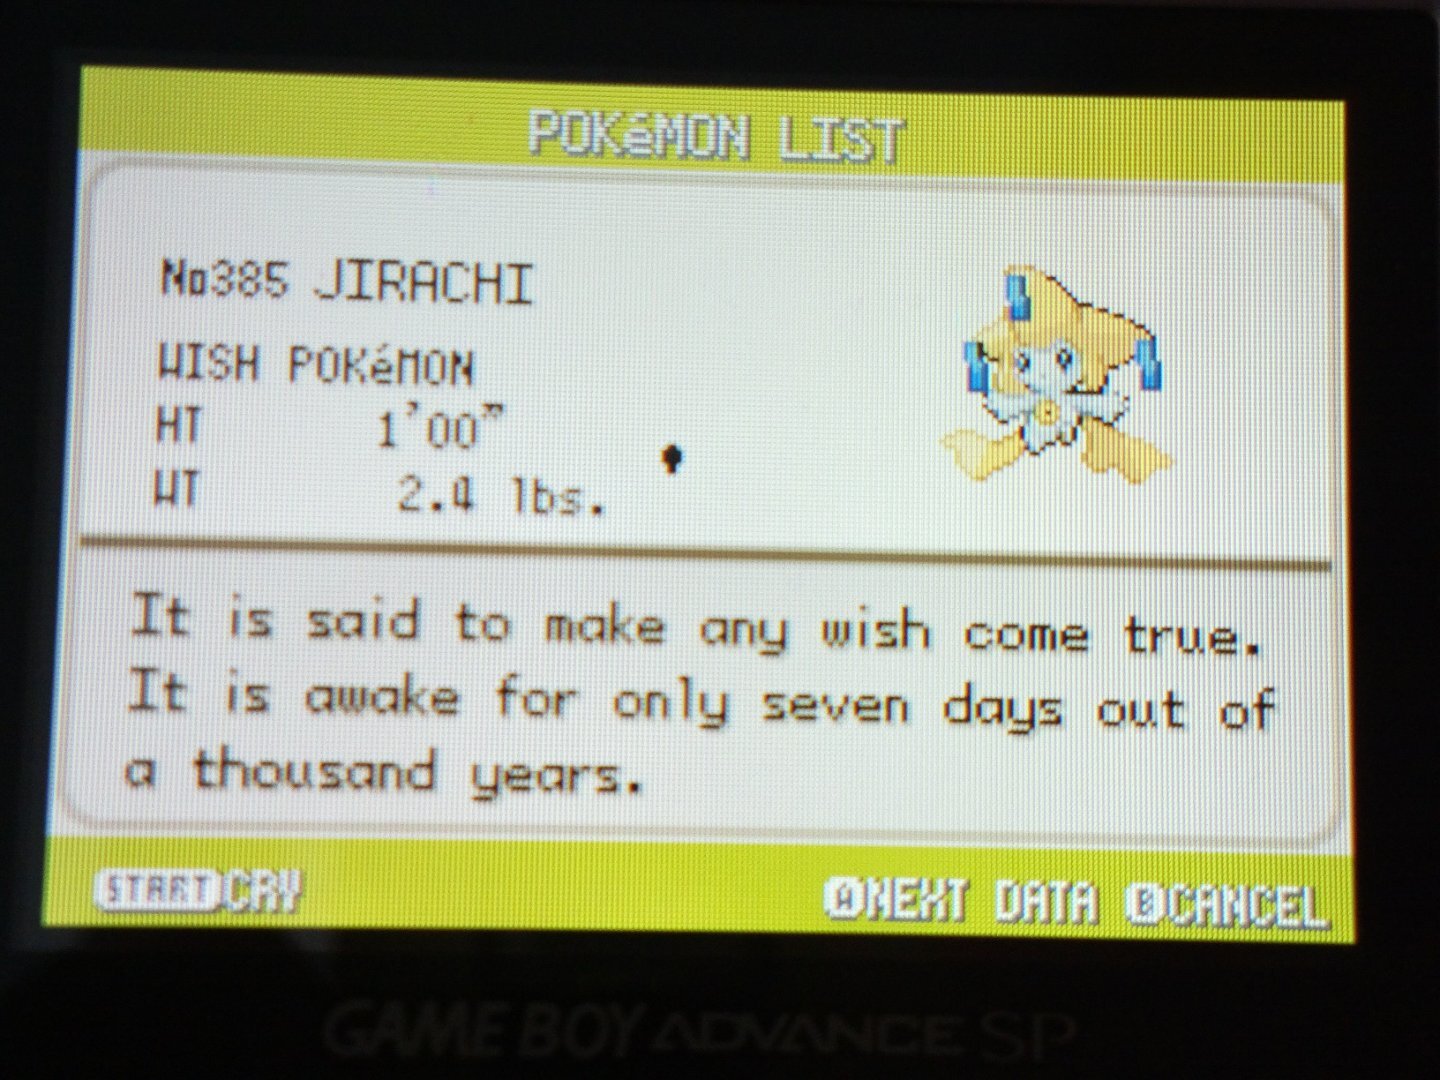 POKéMON LIST
No385 JIRACHI
WISH POKéMON
HT 1'00"
WT 2.4 lbs.
It is said to make any wish come true.
It is awake for only seven days out of
a thousand years.
START CRY A NEXT DATA B CANCEL
GAME BOY ADVANCE SP